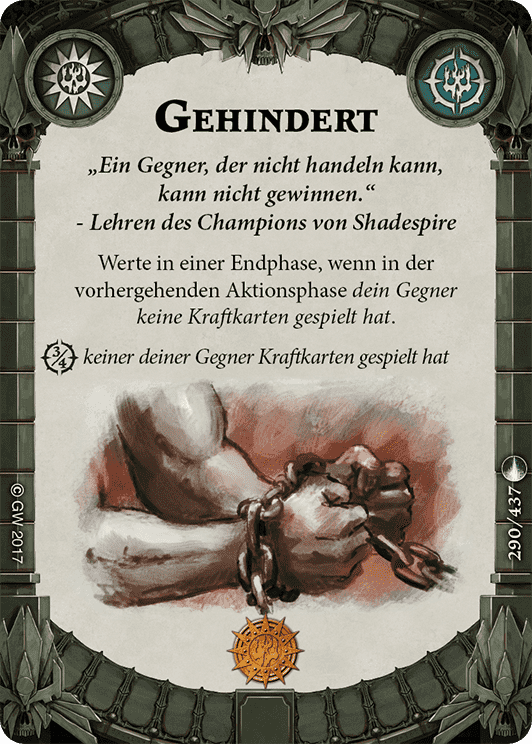 Gehindert
„Ein Gegner, der nicht handeln kann,
kann nicht gewinnen.“
- Lehren des Champions von Shadespire
Werte in einer Endphase, wenn in der
vorhergehenden Aktionsphase dein Gegner
keine Kraftkarten gespielt hat.
3/4 keiner deiner Gegner Kraftkarten gespielt hat
© GW 2017
290/437